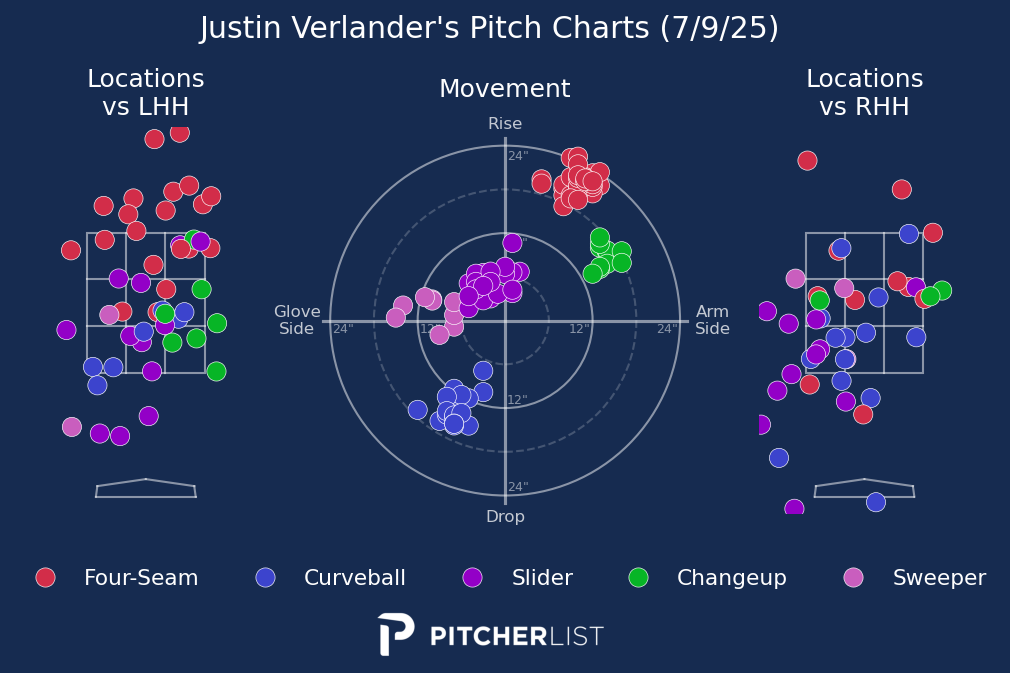 Justin Verlander's Pitch Charts (7/9/25)
Locations
vs LHH
Movement
Locations
vs RHH
Rise
24"
Glove
Side
24"
12"
12"
24"
Arm
Side
12"
24"
Drop
Four-Seam
Curveball
Slider
Changeup
Sweeper
PITCHERLIST